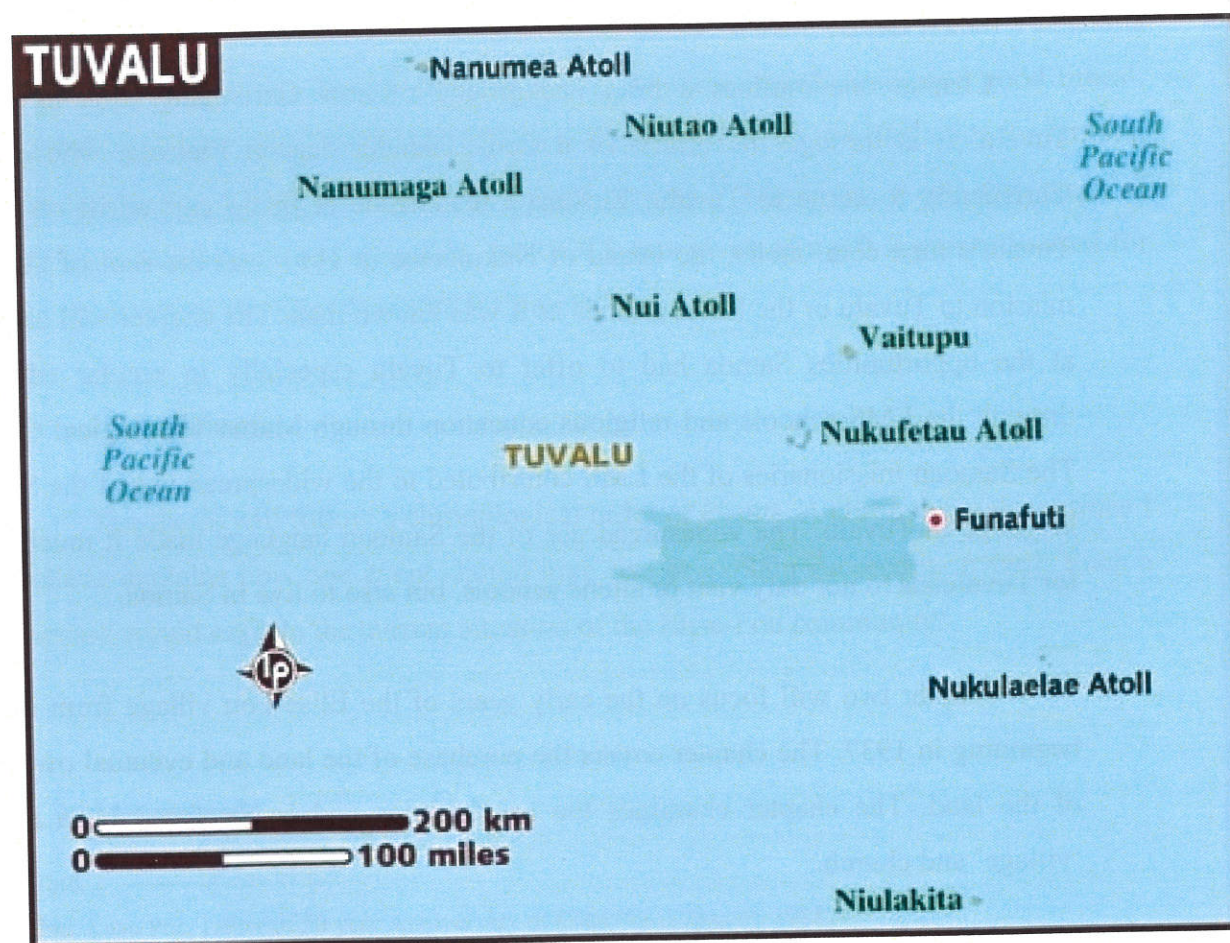 TUVALU
Nanumea Atoll
Niutao Atoll
South
Pacific
Ocean
Nanumaga Atoll
Nui Atoll
Vaitupu
South
Pacific
Ocean
TUVALU
Nukufetau Atoll
Funafuti
LP
Nukulaelae Atoll
0 200 km
0 100 miles
Niulakita